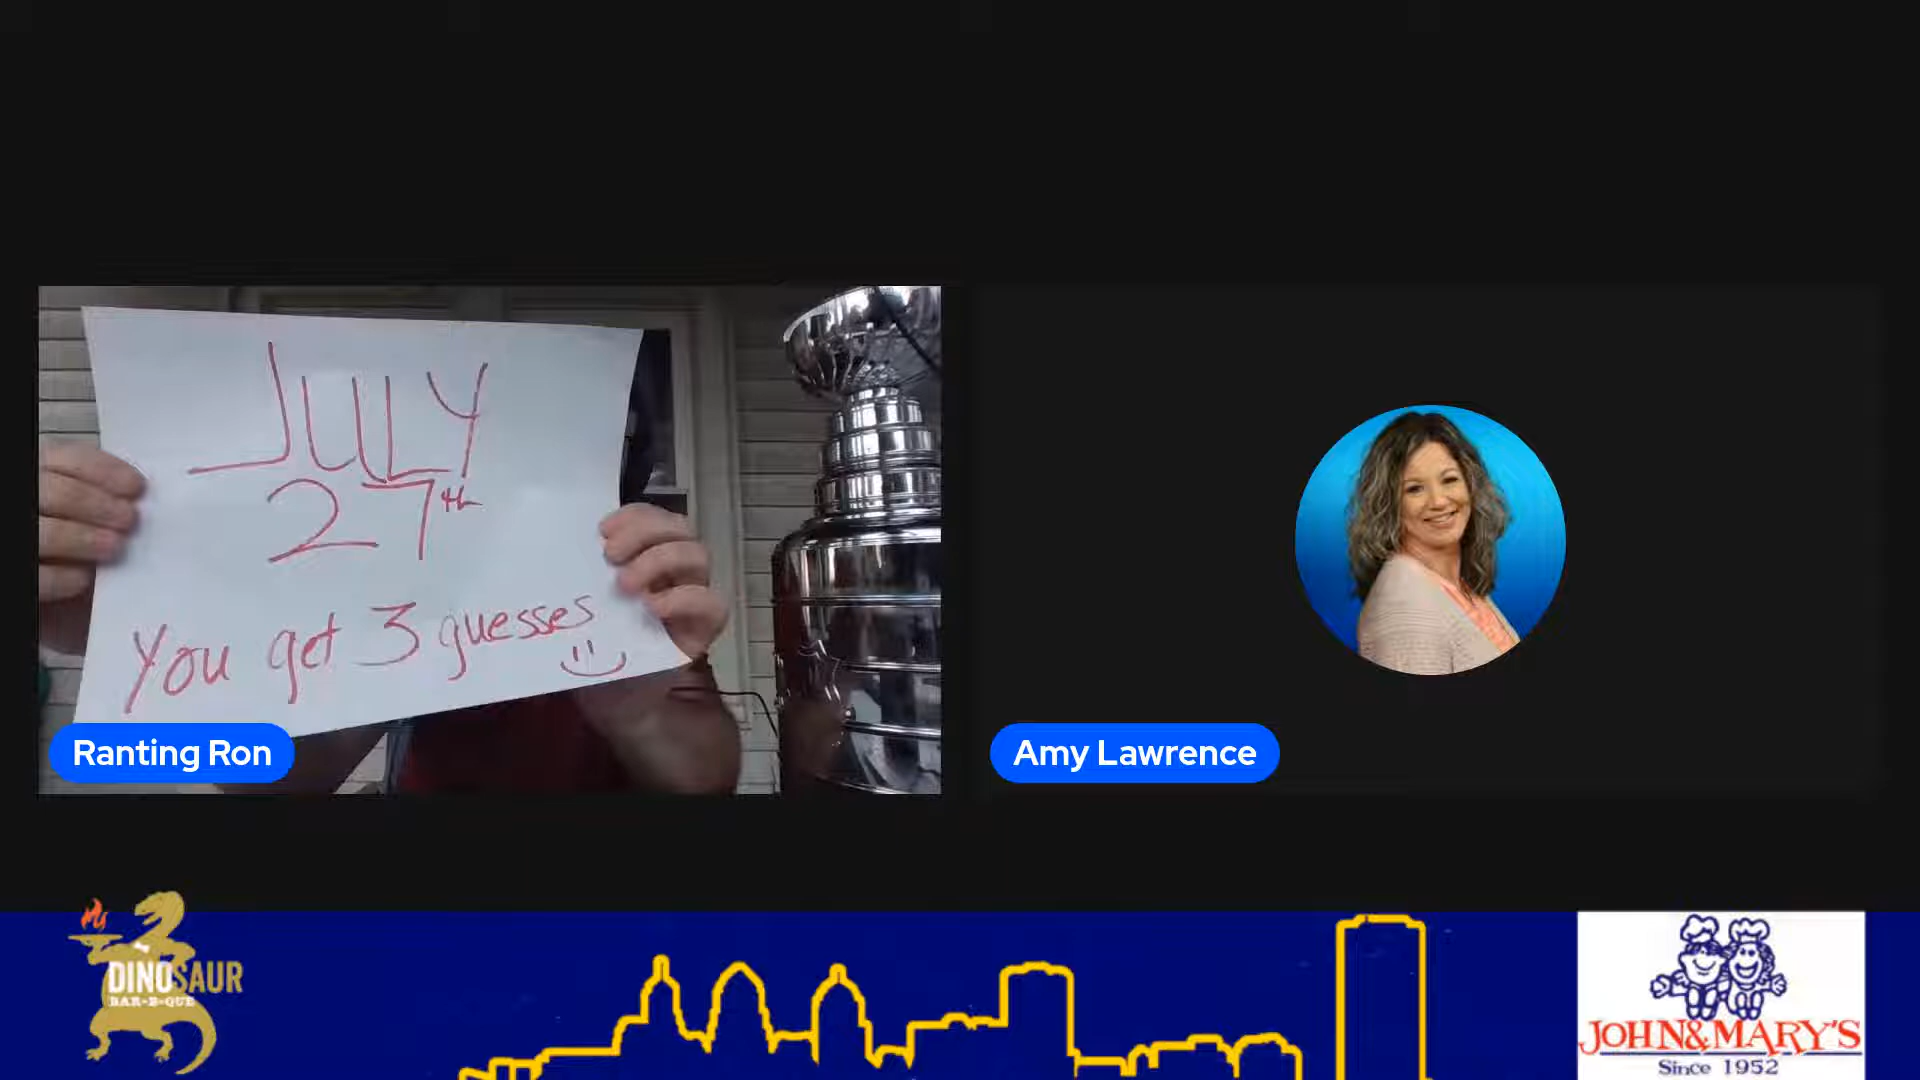 JULY
27th
You get 3 guesses
Ranting Ron
Amy Lawrence
DINOSAUR
BAR-B-QUE
JOHN & MARY'S
Since 1952